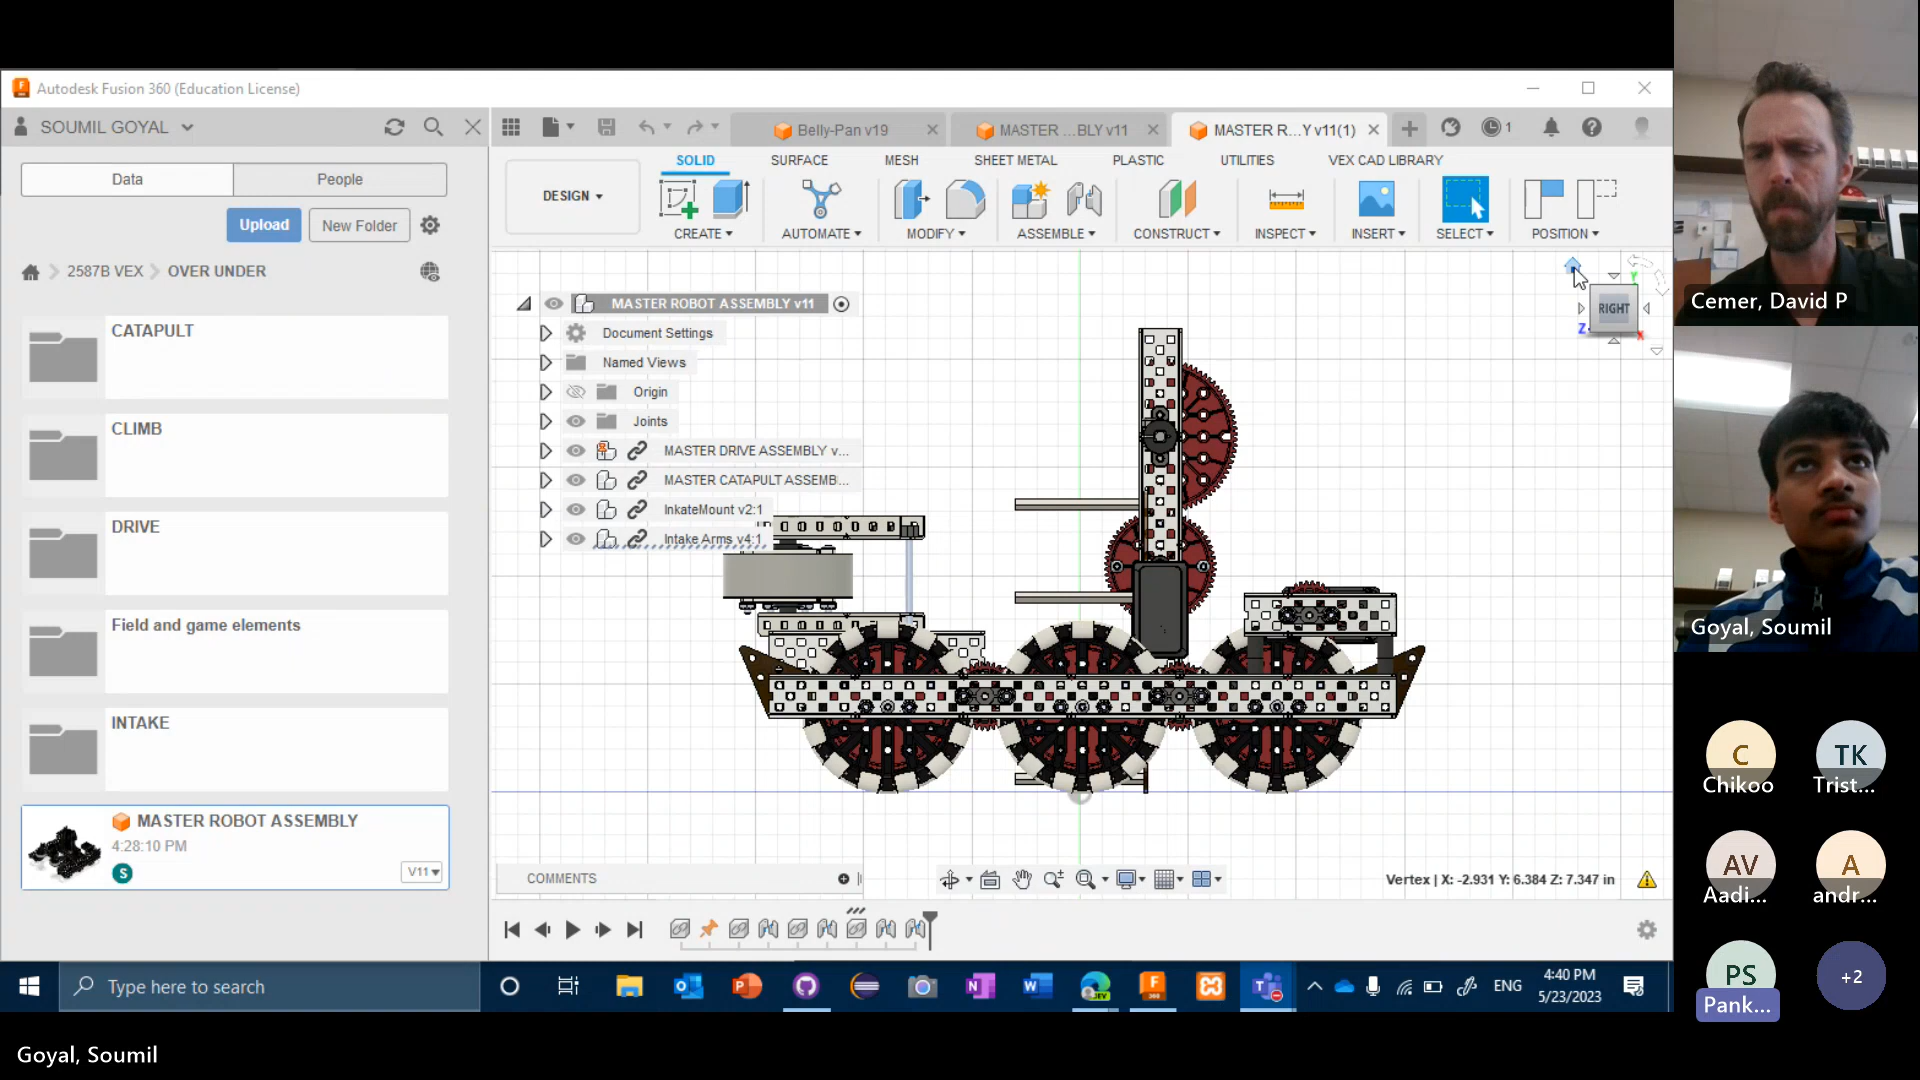 Autodesk Fusion 360 (Education License)
SOUMIL GOYAL
Belly-Pan v19
MASTER ...BLY v11
MASTER R...Y v11(1)
1
Data
People
Upload
New Folder
2587B VEX
OVER UNDER
CATAPULT
CLIMB
DRIVE
Field and game elements
INTAKE
MASTER ROBOT ASSEMBLY
4:28:10 PM
S
V11
SOLID
SURFACE
MESH
SHEET METAL
PLASTIC
UTILITIES
VEX CAD LIBRARY
DESIGN
CREATE
AUTOMATE
MODIFY
ASSEMBLE
CONSTRUCT
INSPECT
INSERT
SELECT
POSITION
MASTER ROBOT ASSEMBLY v11
Document Settings
Named Views
Origin
Joints
MASTER DRIVE ASSEMBLY v...
MASTER CATAPULT ASSEMB...
InkateMount v2:1
Intake Arms v4:1
Y
RIGHT
Z
X
COMMENTS
Vertex | X: -2.931 Y: 6.384 Z: 7.347 in
Type here to search
ENG
4:40 PM
5/23/2023
Goyal, Soumil
Cemer, David P
Goyal, Soumil
C
Chikoo
TK
Trist...
AV
Aadi...
A
andr...
PS
Pank...
+2